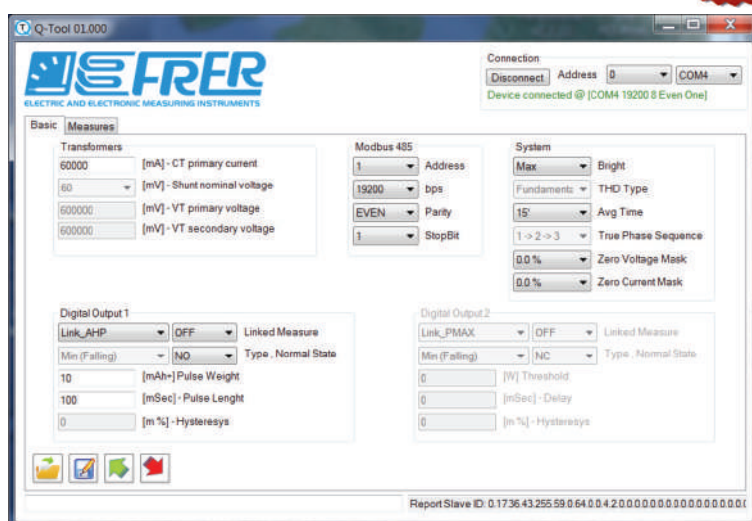 Q-Tool 01.000
FRER
ELECTRIC AND ELECTRONIC MEASURING INSTRUMENTS
Connection
Disconnect Address 0 COM4
Device connected @ [COM4 19200 8 Even One]
Basic Measures
Transformers
60000 [mA] - CT primary current
60 [mV] - Shunt nominal voltage
600000 [mV] - VT primary voltage
600000 [mV] - VT secondary voltage
Modbus 485
1 Address
19200 bps
EVEN Parity
1 StopBit
System
Max Bright
Fundamenta THD Type
15' Avg Time
1 -> 2 -> 3 True Phase Sequence
0.0 % Zero Voltage Mask
0.0 % Zero Current Mask
Digital Output 1
Link_AHP OFF Linked Measure
Min (Falling) NO Type , Normal State
10 [mAh+] Pulse Weight
100 [mSec] - Pulse Lenght
0 [m %] - Hysteresys
Digital Output 2
Link_PMAX OFF Linked Measure
Min (Falling) NC Type , Normal State
0 [W] Threshold
0 [mSec] - Delay
0 [m %] - Hysteresys
Report Slave ID: 0.17.36.43.255.59.0.64.0.0.4.2.0.0.0.0.0.0.0.0.0.0.0.0.0.0.0.